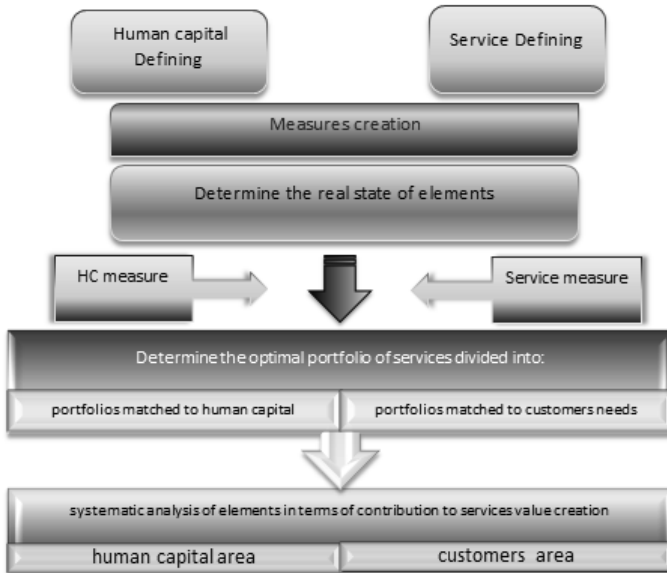 Human capital
Defining
Service Defining
Measures creation
Determine the real state of elements
HC measure
Service measure
Determine the optimal portfolio of services divided into:
portfolios matched to human capital
portfolios matched to customers needs
systematic analysis of elements in terms of contribution to services value creation
human capital area
customers area